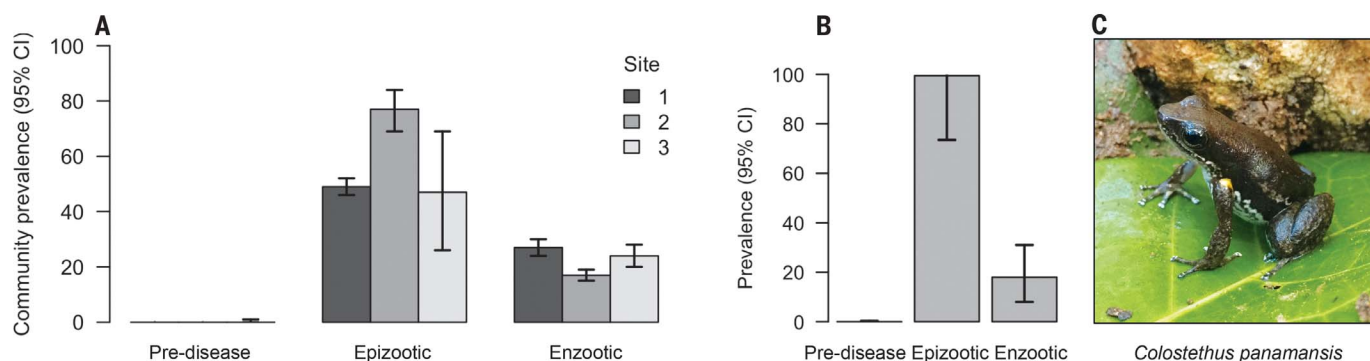 A
Community prevalence (95% CI)
100
80
60
40
20
0
Pre-disease
Epizootic
Enzootic
Site
1
2
3
B
Prevalence (95% CI)
100
80
60
40
20
0
Pre-disease Epizootic Enzootic
C
Colostethus panamansis